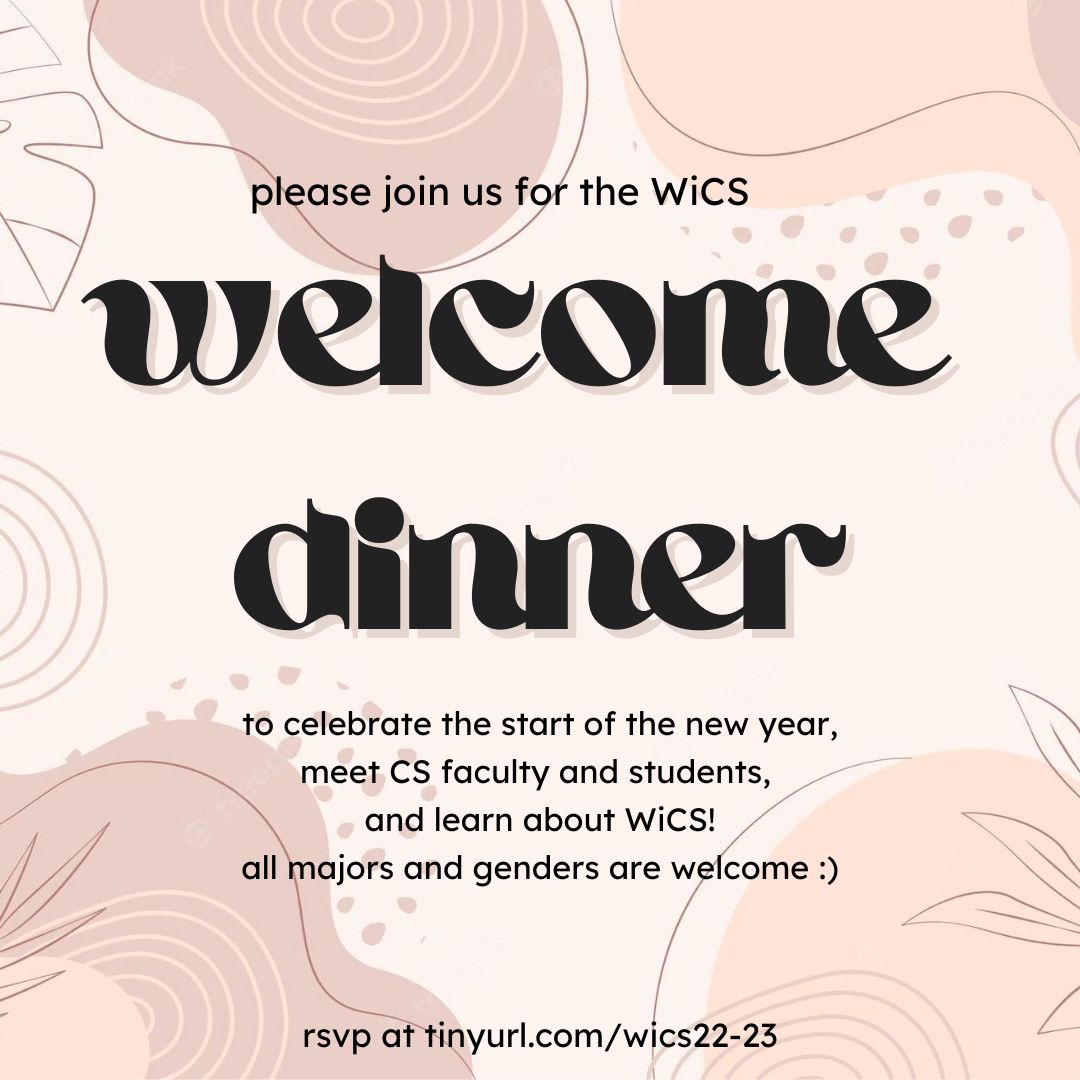 please join us for the WiCS
welcome
dinner
to celebrate the start of the new year,
meet CS faculty and students,
and learn about WiCS!
all majors and genders are welcome :)
rsvp at tinyurl.com/wics22-23